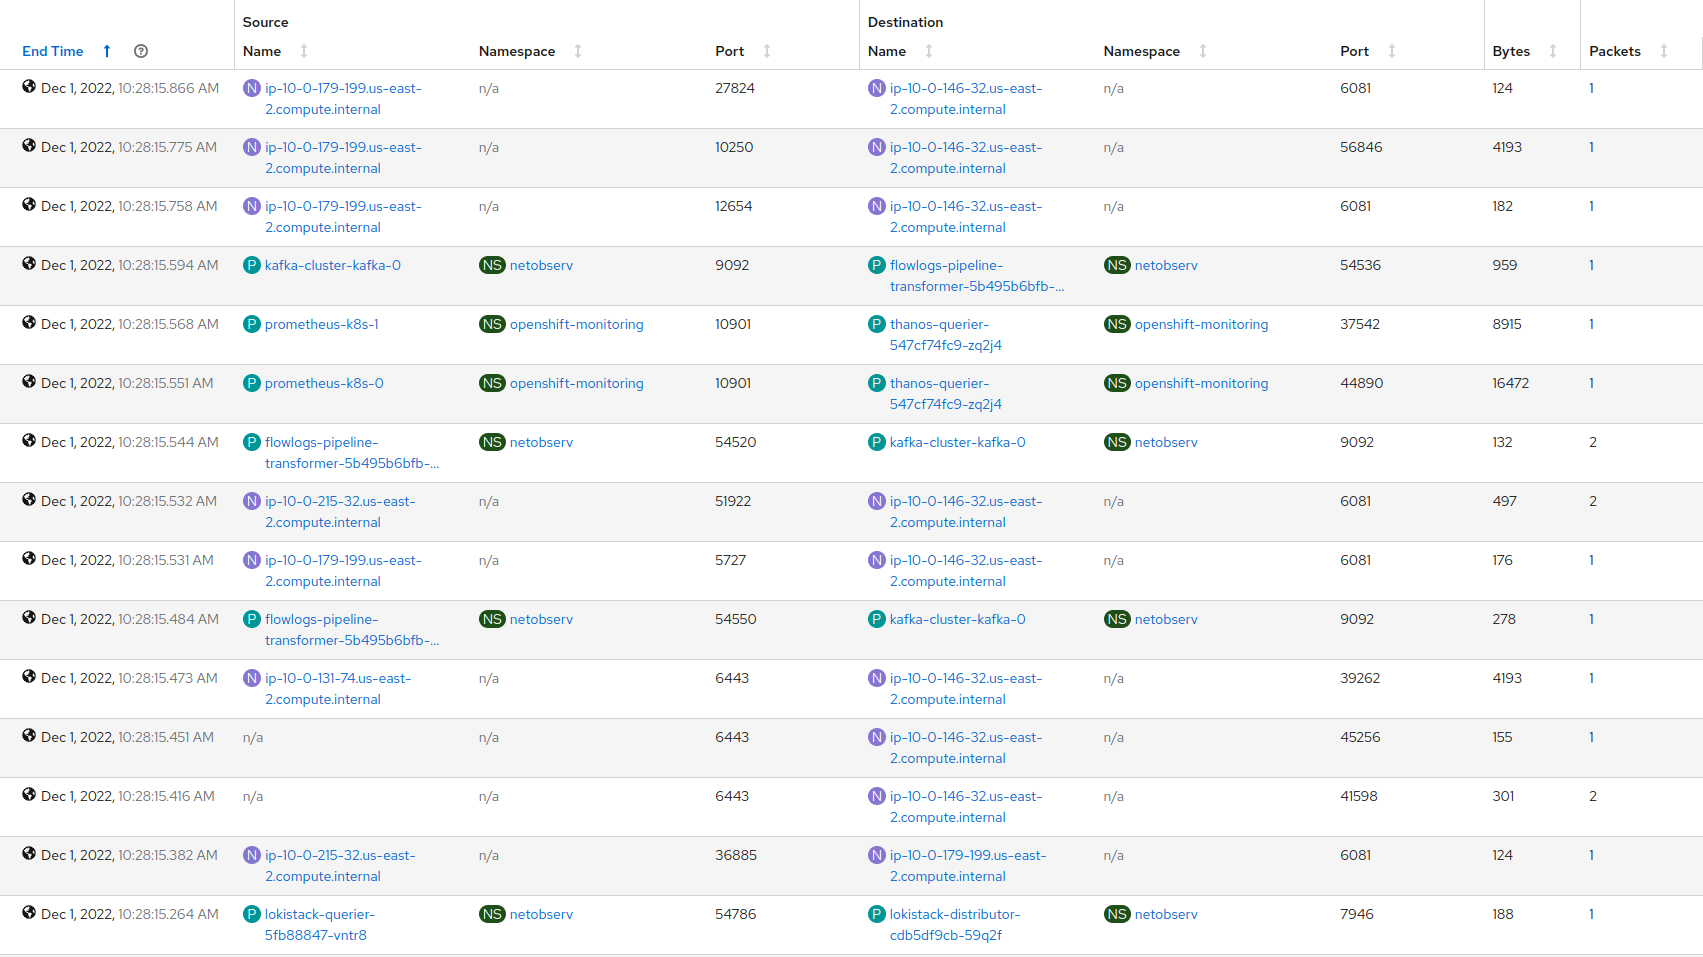 Source Destination
End Time Name Namespace Port Name Namespace Port Bytes Packets
Dec 1, 2022, 10:28:15.866 AM N ip-10-0-179-199.us-east- n/a 27824 N ip-10-0-146-32.us-east- n/a 6081 124 1
2.compute.internal 2.compute.internal
Dec 1, 2022, 10:28:15.775 AM N ip-10-0-179-199.us-east- n/a 10250 N ip-10-0-146-32.us-east- n/a 56846 4193 1
2.compute.internal 2.compute.internal
Dec 1, 2022, 10:28:15.758 AM N ip-10-0-179-199.us-east- n/a 12654 N ip-10-0-146-32.us-east- n/a 6081 182 1
2.compute.internal 2.compute.internal
Dec 1, 2022, 10:28:15.594 AM P kafka-cluster-kafka-0 NS netobserv 9092 P flowlogs-pipeline- NS netobserv 54536 959 1
transformer-5b495b6bfb-...
Dec 1, 2022, 10:28:15.568 AM P prometheus-k8s-1 NS openshift-monitoring 10901 P thanos-querier- NS openshift-monitoring 37542 8915 1
547cf74fc9-zq2j4
Dec 1, 2022, 10:28:15.551 AM P prometheus-k8s-0 NS openshift-monitoring 10901 P thanos-querier- NS openshift-monitoring 44890 16472 1
547cf74fc9-zq2j4
Dec 1, 2022, 10:28:15.544 AM P flowlogs-pipeline- NS netobserv 54520 P kafka-cluster-kafka-0 NS netobserv 9092 132 2
transformer-5b495b6bfb-...
Dec 1, 2022, 10:28:15.532 AM N ip-10-0-215-32.us-east- n/a 51922 N ip-10-0-146-32.us-east- n/a 6081 497 2
2.compute.internal 2.compute.internal
Dec 1, 2022, 10:28:15.531 AM N ip-10-0-179-199.us-east- n/a 5727 N ip-10-0-146-32.us-east- n/a 6081 176 1
2.compute.internal 2.compute.internal
Dec 1, 2022, 10:28:15.484 AM P flowlogs-pipeline- NS netobserv 54550 P kafka-cluster-kafka-0 NS netobserv 9092 278 1
transformer-5b495b6bfb-...
Dec 1, 2022, 10:28:15.473 AM N ip-10-0-131-74.us-east- n/a 6443 N ip-10-0-146-32.us-east- n/a 39262 4193 1
2.compute.internal 2.compute.internal
Dec 1, 2022, 10:28:15.451 AM n/a n/a 6443 N ip-10-0-146-32.us-east- n/a 45256 155 1
2.compute.internal
Dec 1, 2022, 10:28:15.416 AM n/a n/a 6443 N ip-10-0-146-32.us-east- n/a 41598 301 2
2.compute.internal
Dec 1, 2022, 10:28:15.382 AM N ip-10-0-215-32.us-east- n/a 36885 N ip-10-0-179-199.us-east- n/a 6081 124 1
2.compute.internal 2.compute.internal
Dec 1, 2022, 10:28:15.264 AM P lokistack-querier- NS netobserv 54786 P lokistack-distributor- NS netobserv 7946 188 1
5fb88847-vntr8 cdb5df9cb-59q2f